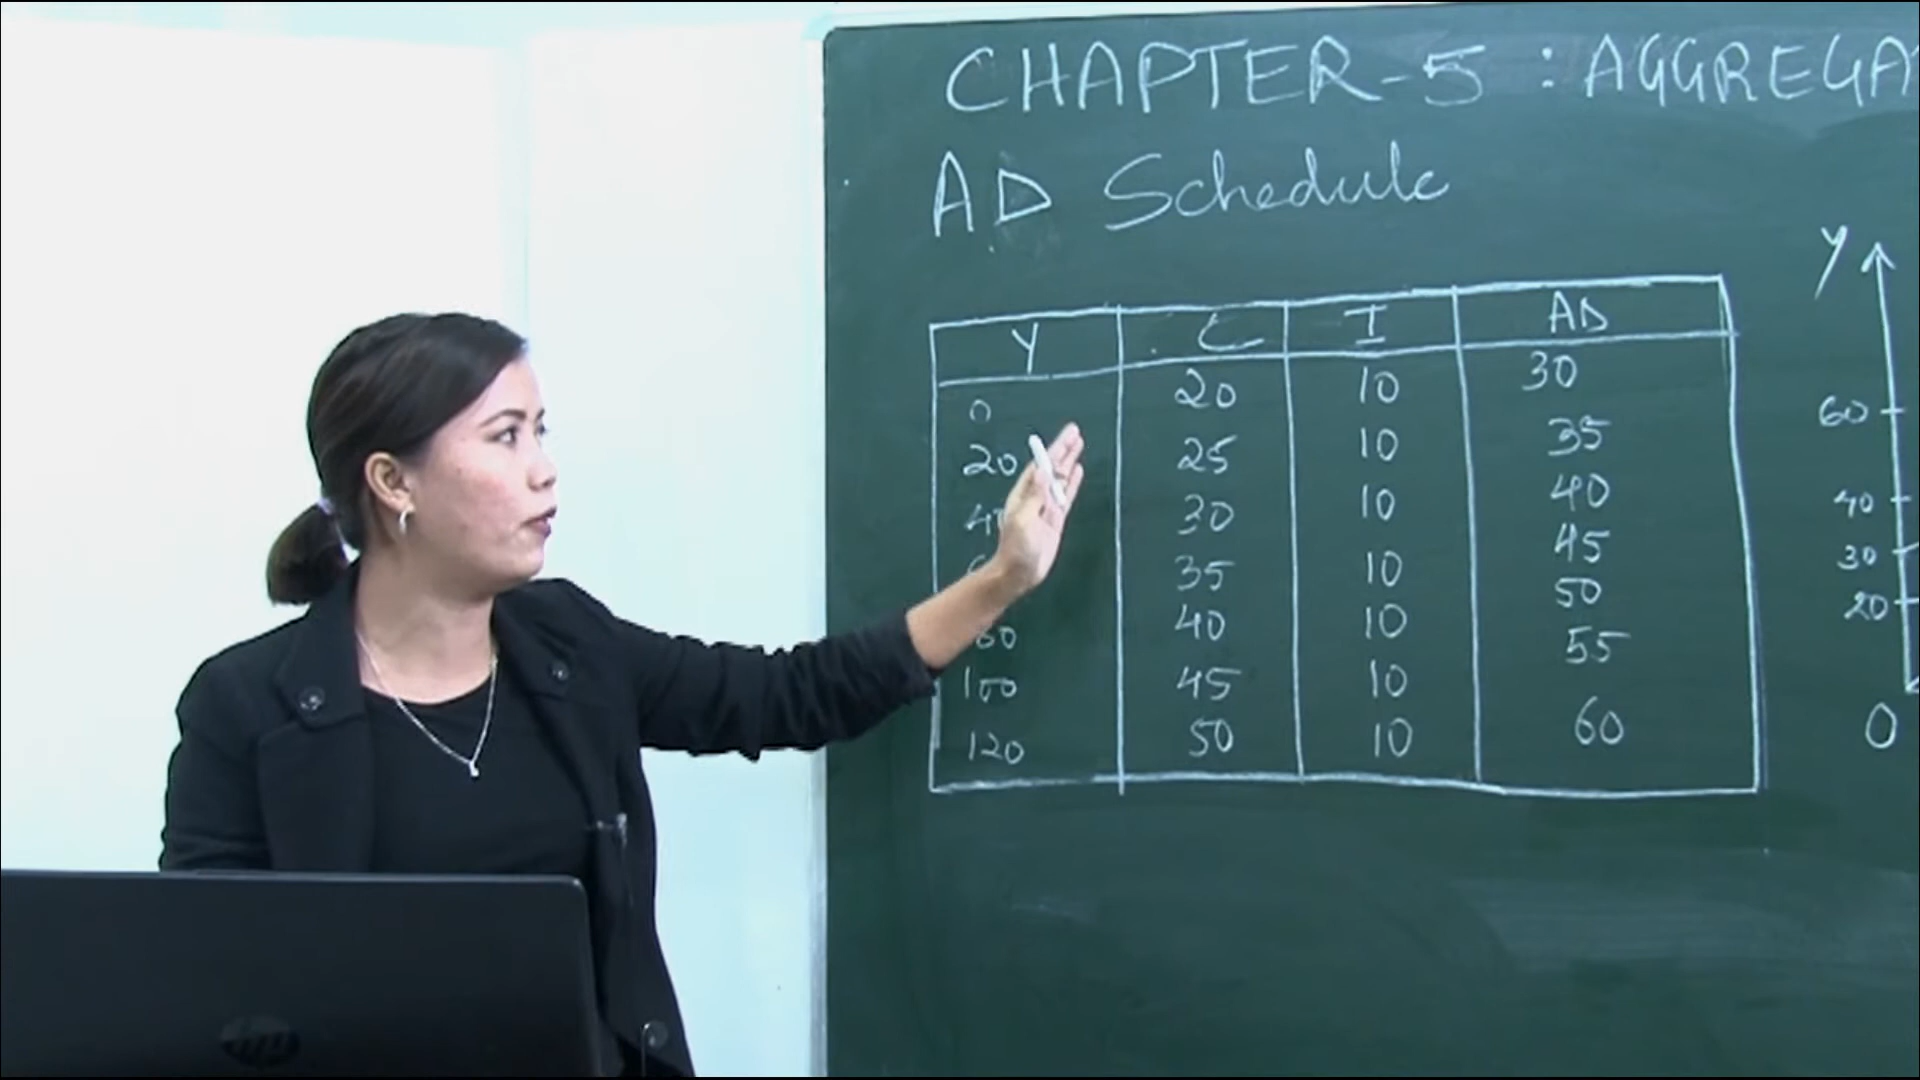 CHAPTER-5 : AGGREGA
AD Schedule
Y C I AD
0 20 10 30
20 25 10 35
30 10 40
35 10 45
40 10 50
100 45 10 55
120 50 10 60
Y
60
40
30
20
0
hp